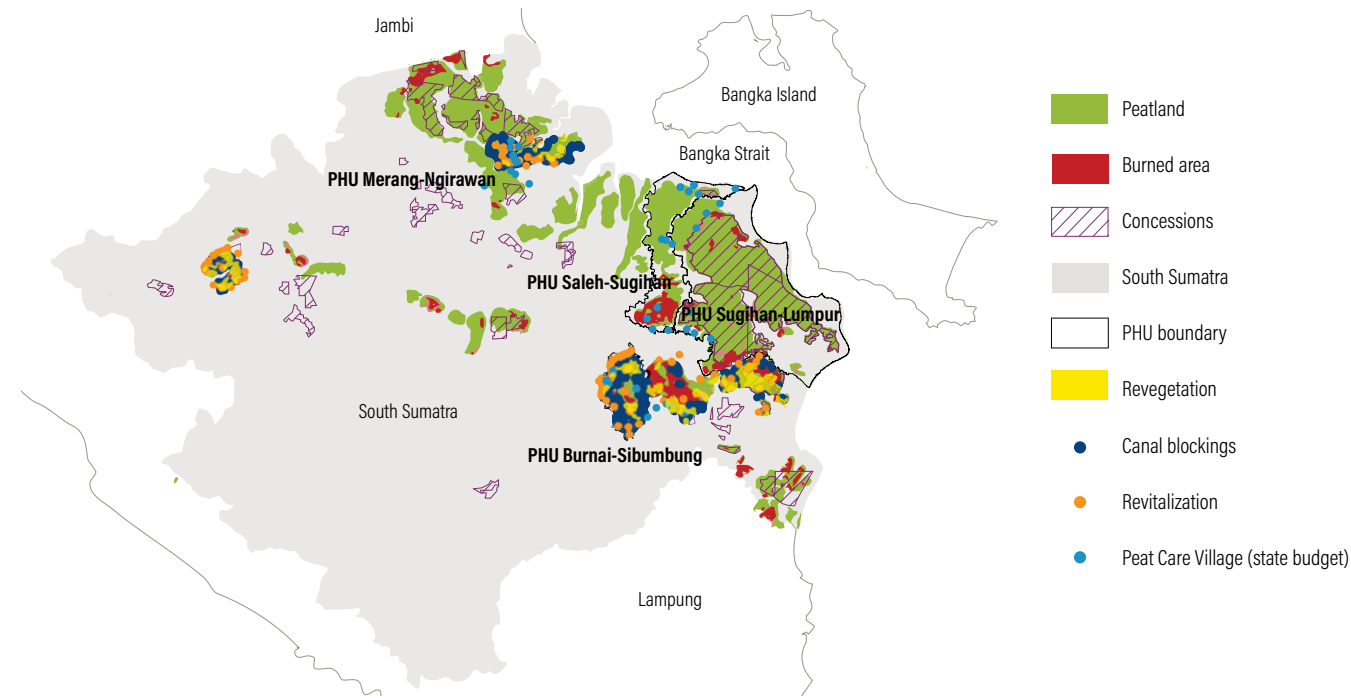 Jambi
Bangka Island
Bangka Strait
PHU Merang-Ngirawan
PHU Saleh-Sugihan
PHU Sugihan-Lumpur
South Sumatra
PHU Burnai-Sibumbung
Lampung
Peatland
Burned area
Concessions
South Sumatra
PHU boundary
Revegetation
Canal blockings
Revitalization
Peat Care Village (state budget)